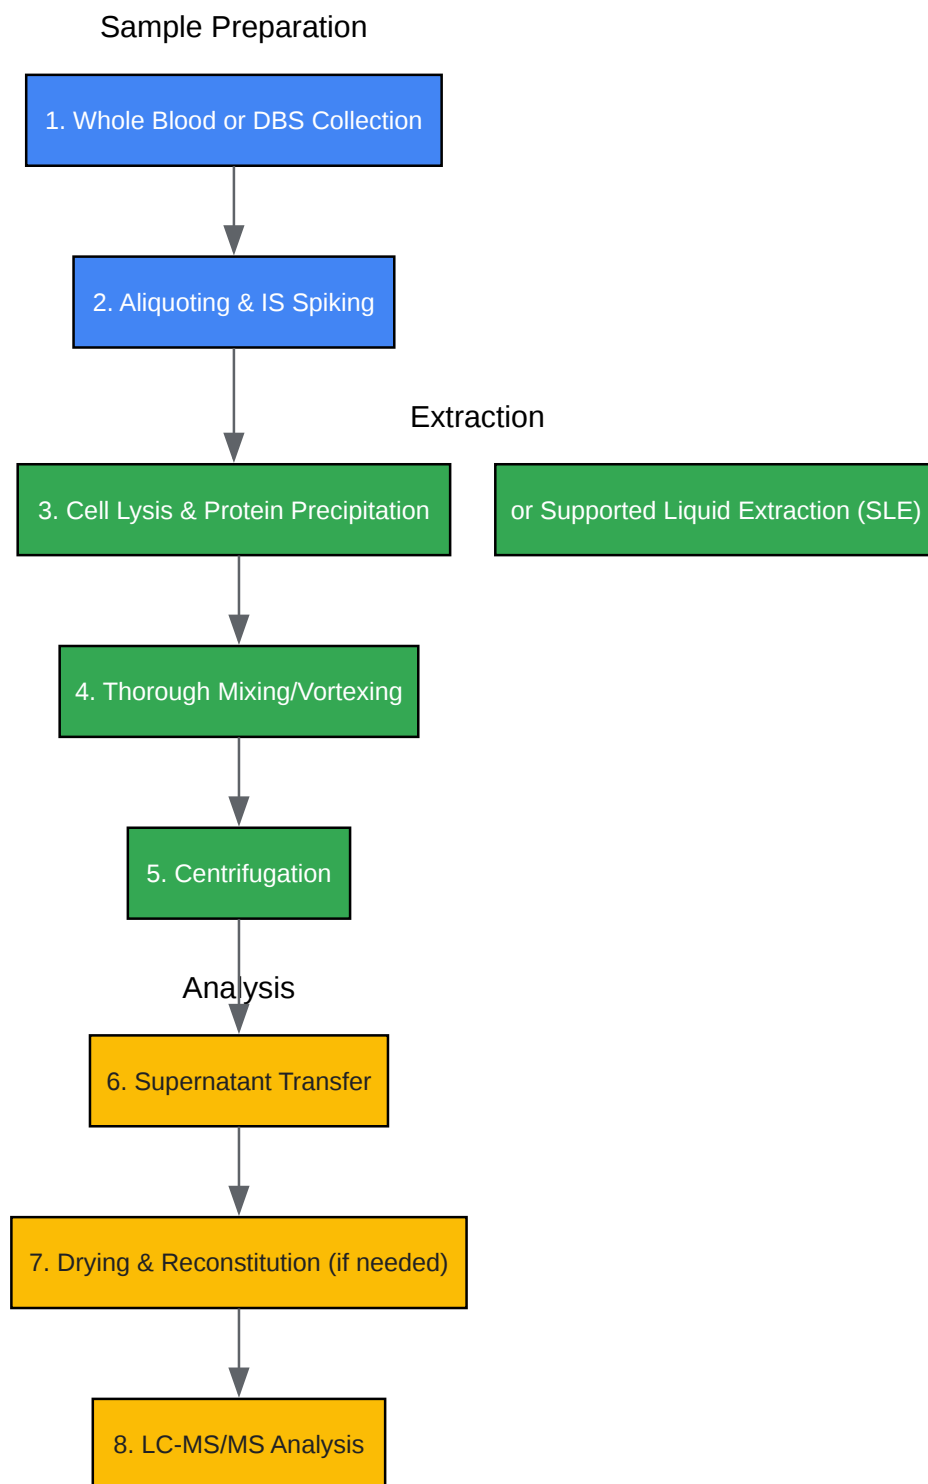 Sample Preparation
1. Whole Blood or DBS Collection
2. Aliquoting & IS Spiking
Extraction
3. Cell Lysis & Protein Precipitation
or Supported Liquid Extraction (SLE)
4. Thorough Mixing/Vortexing
5. Centrifugation
Analysis
6. Supernatant Transfer
7. Drying & Reconstitution (if needed)
8. LC-MS/MS Analysis